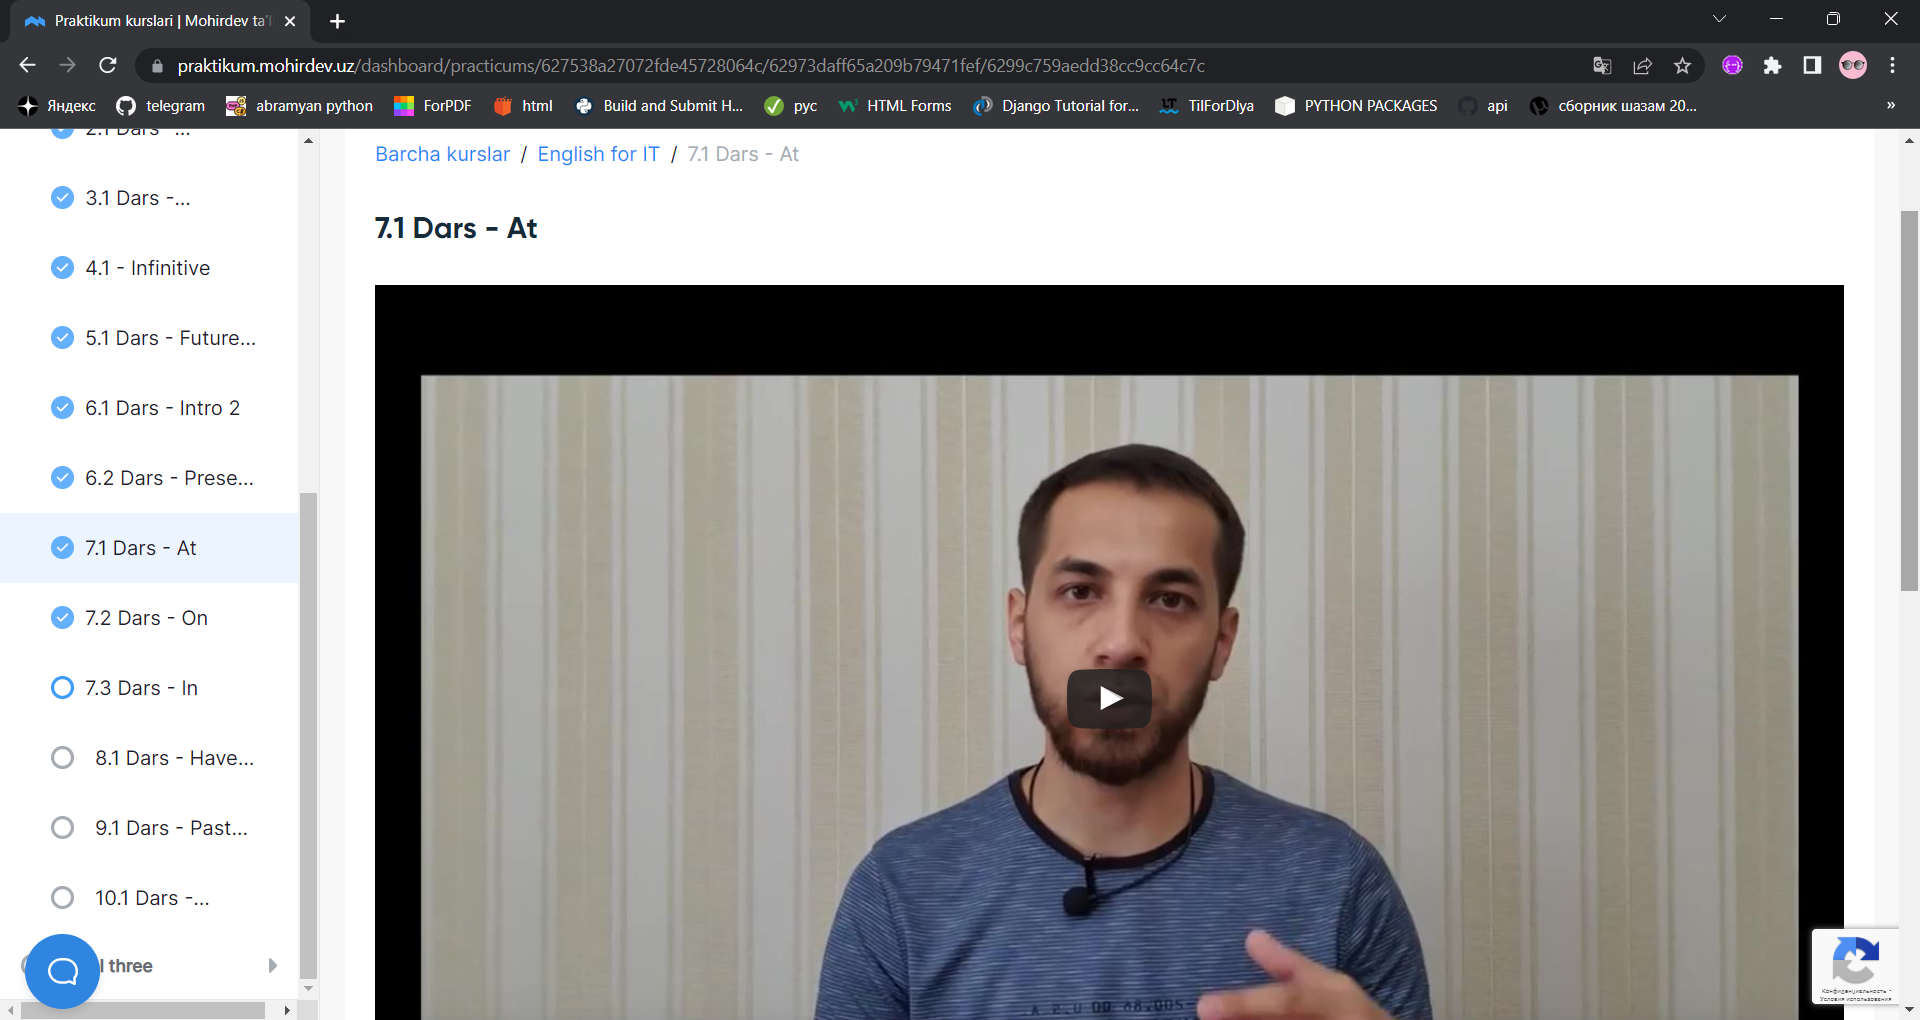 Praktikum kurslari | Mohirdev ta'l
praktikum.mohirdev.uz/dashboard/practicums/627538a27072fde45728064c/62973daff65a209b79471fef/6299c759aedd38cc9cc64c7c
Яндекс telegram abramyan python ForPDF html Build and Submit H... рус HTML Forms Django Tutorial for... TilForDlya PYTHON PACKAGES api сборник шазам 20... »
2.1 Dars -...
3.1 Dars -...
4.1 - Infinitive
5.1 Dars - Future...
6.1 Dars - Intro 2
6.2 Dars - Prese...
7.1 Dars - At
7.2 Dars - On
7.3 Dars - In
8.1 Dars - Have...
9.1 Dars - Past...
10.1 Dars -...
l three
Barcha kurslar / English for IT / 7.1 Dars - At
7.1 Dars - At
Конфиденциальность -
Условия использования